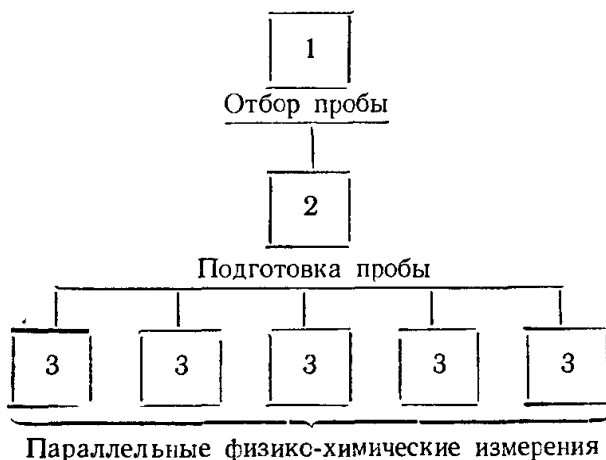 1
Отбор пробы
2
Подготовка пробы
3 3 3 3 3
Параллельные физико-химические измерения